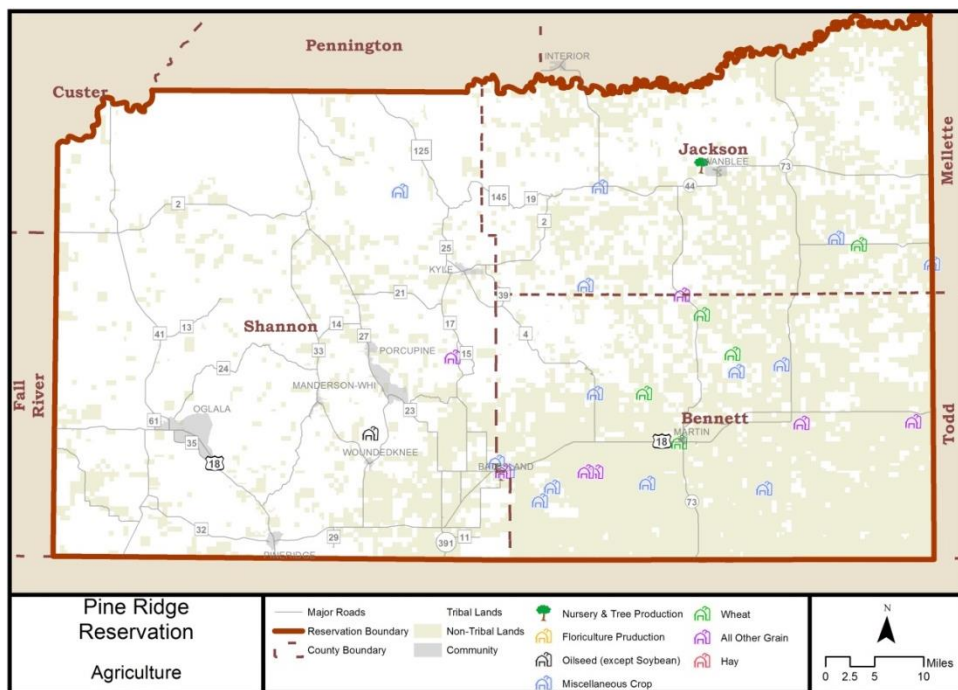 Pennington
INTERIOR
Custer
125
Jackson
WANBLEE
73
Mellette
44
145
19
2
2
25
KYLE
39
21
Shannon
14
17
41
13
27
33
PORCUPINE
15
4
24
MANDERSON-WHI
Fall
River
OGLALA
23
61
35
18
WOUNDEDKNEE
Bennett
MARTIN
18
Todd
73
32
29
391
11
PINERIDGE
Pine Ridge
Reservation
Agriculture
Major Roads
Reservation Boundary
County Boundary
Tribal Lands
Non-Tribal Lands
Community
Nursery & Tree Production
Floriculture Pruduction
Oilseed (except Soybean)
Miscellaneous Crop
Wheat
All Other Grain
Hay
N
0 2.5 5 10 Miles